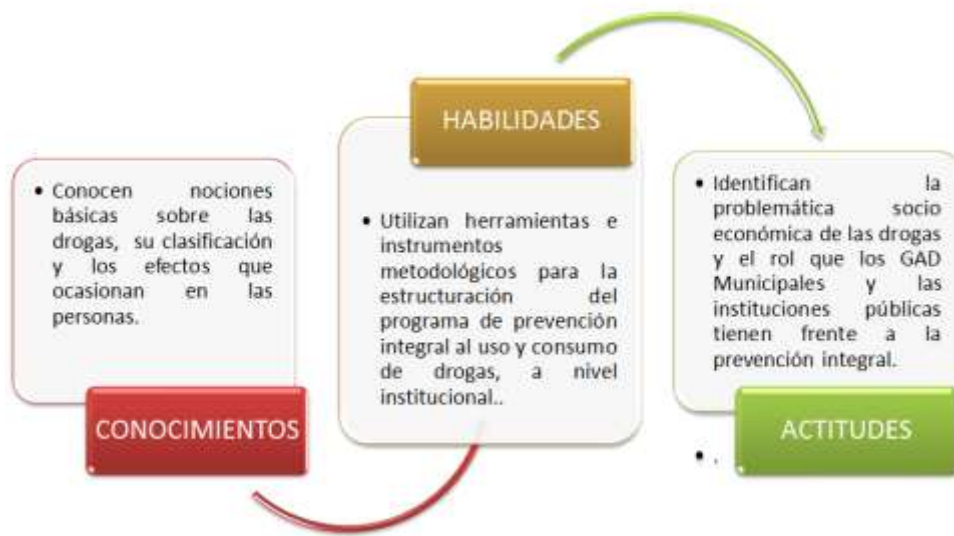 • Conocen nociones
básicas sobre las
drogas, su clasificación
y los efectos que
ocasionan en las
personas.
CONOCIMIENTOS
HABILIDADES
• Utilizan herramientas e
instrumentos
metodológicos para la
estructuración del
programa de prevención
integral al uso y consumo
de drogas, a nivel
institucional..
• Identifican la
problemática socio
económica de las drogas
y el rol que los GAD
Municipales y las
instituciones públicas
tienen frente a la
prevención integral.
ACTITUDES
• .